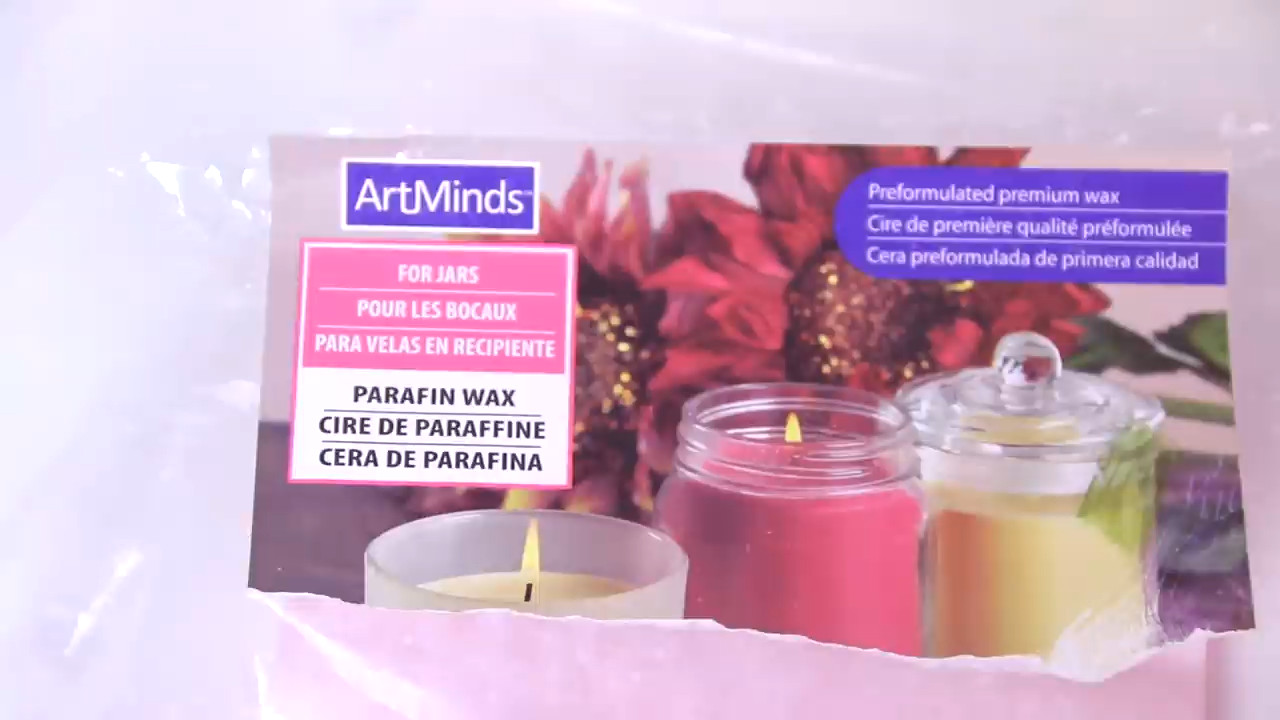 ArtMinds™
Preformulated premium wax
Cire de première qualité préformulée
Cera preformulada de primera calidad
FOR JARS
POUR LES BOCAUX
PARA VELAS EN RECIPIENTE
PARAFIN WAX
CIRE DE PARAFFINE
CERA DE PARAFINA